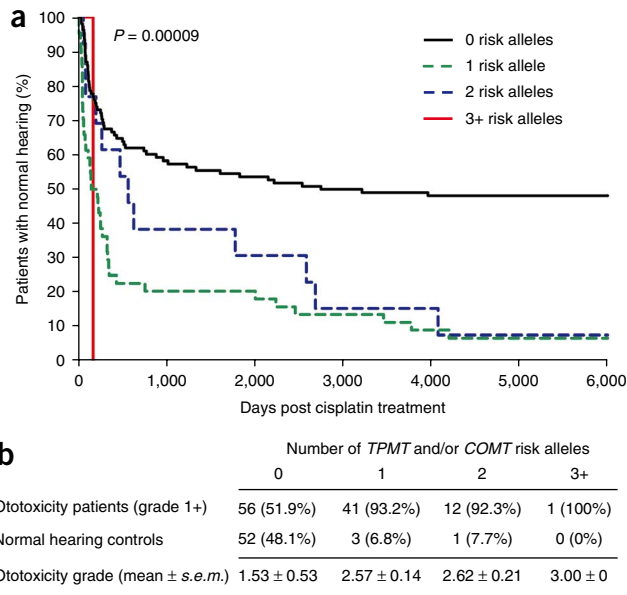 a
P = 0.00009
0 risk alleles
1 risk allele
2 risk alleles
3+ risk alleles
Patients with normal hearing (%)
100
90
80
70
60
50
40
30
20
10
0
0 1,000 2,000 3,000 4,000 5,000 6,000
Days post cisplatin treatment
b
Number of TPMT and/or COMT risk alleles
0 1 2 3+
Ototoxicity patients (grade 1+) 56 (51.9%) 41 (93.2%) 12 (92.3%) 1 (100%)
Normal hearing controls 52 (48.1%) 3 (6.8%) 1 (7.7%) 0 (0%)
Ototoxicity grade (mean ± s.e.m.) 1.53 ± 0.53 2.57 ± 0.14 2.62 ± 0.21 3.00 ± 0